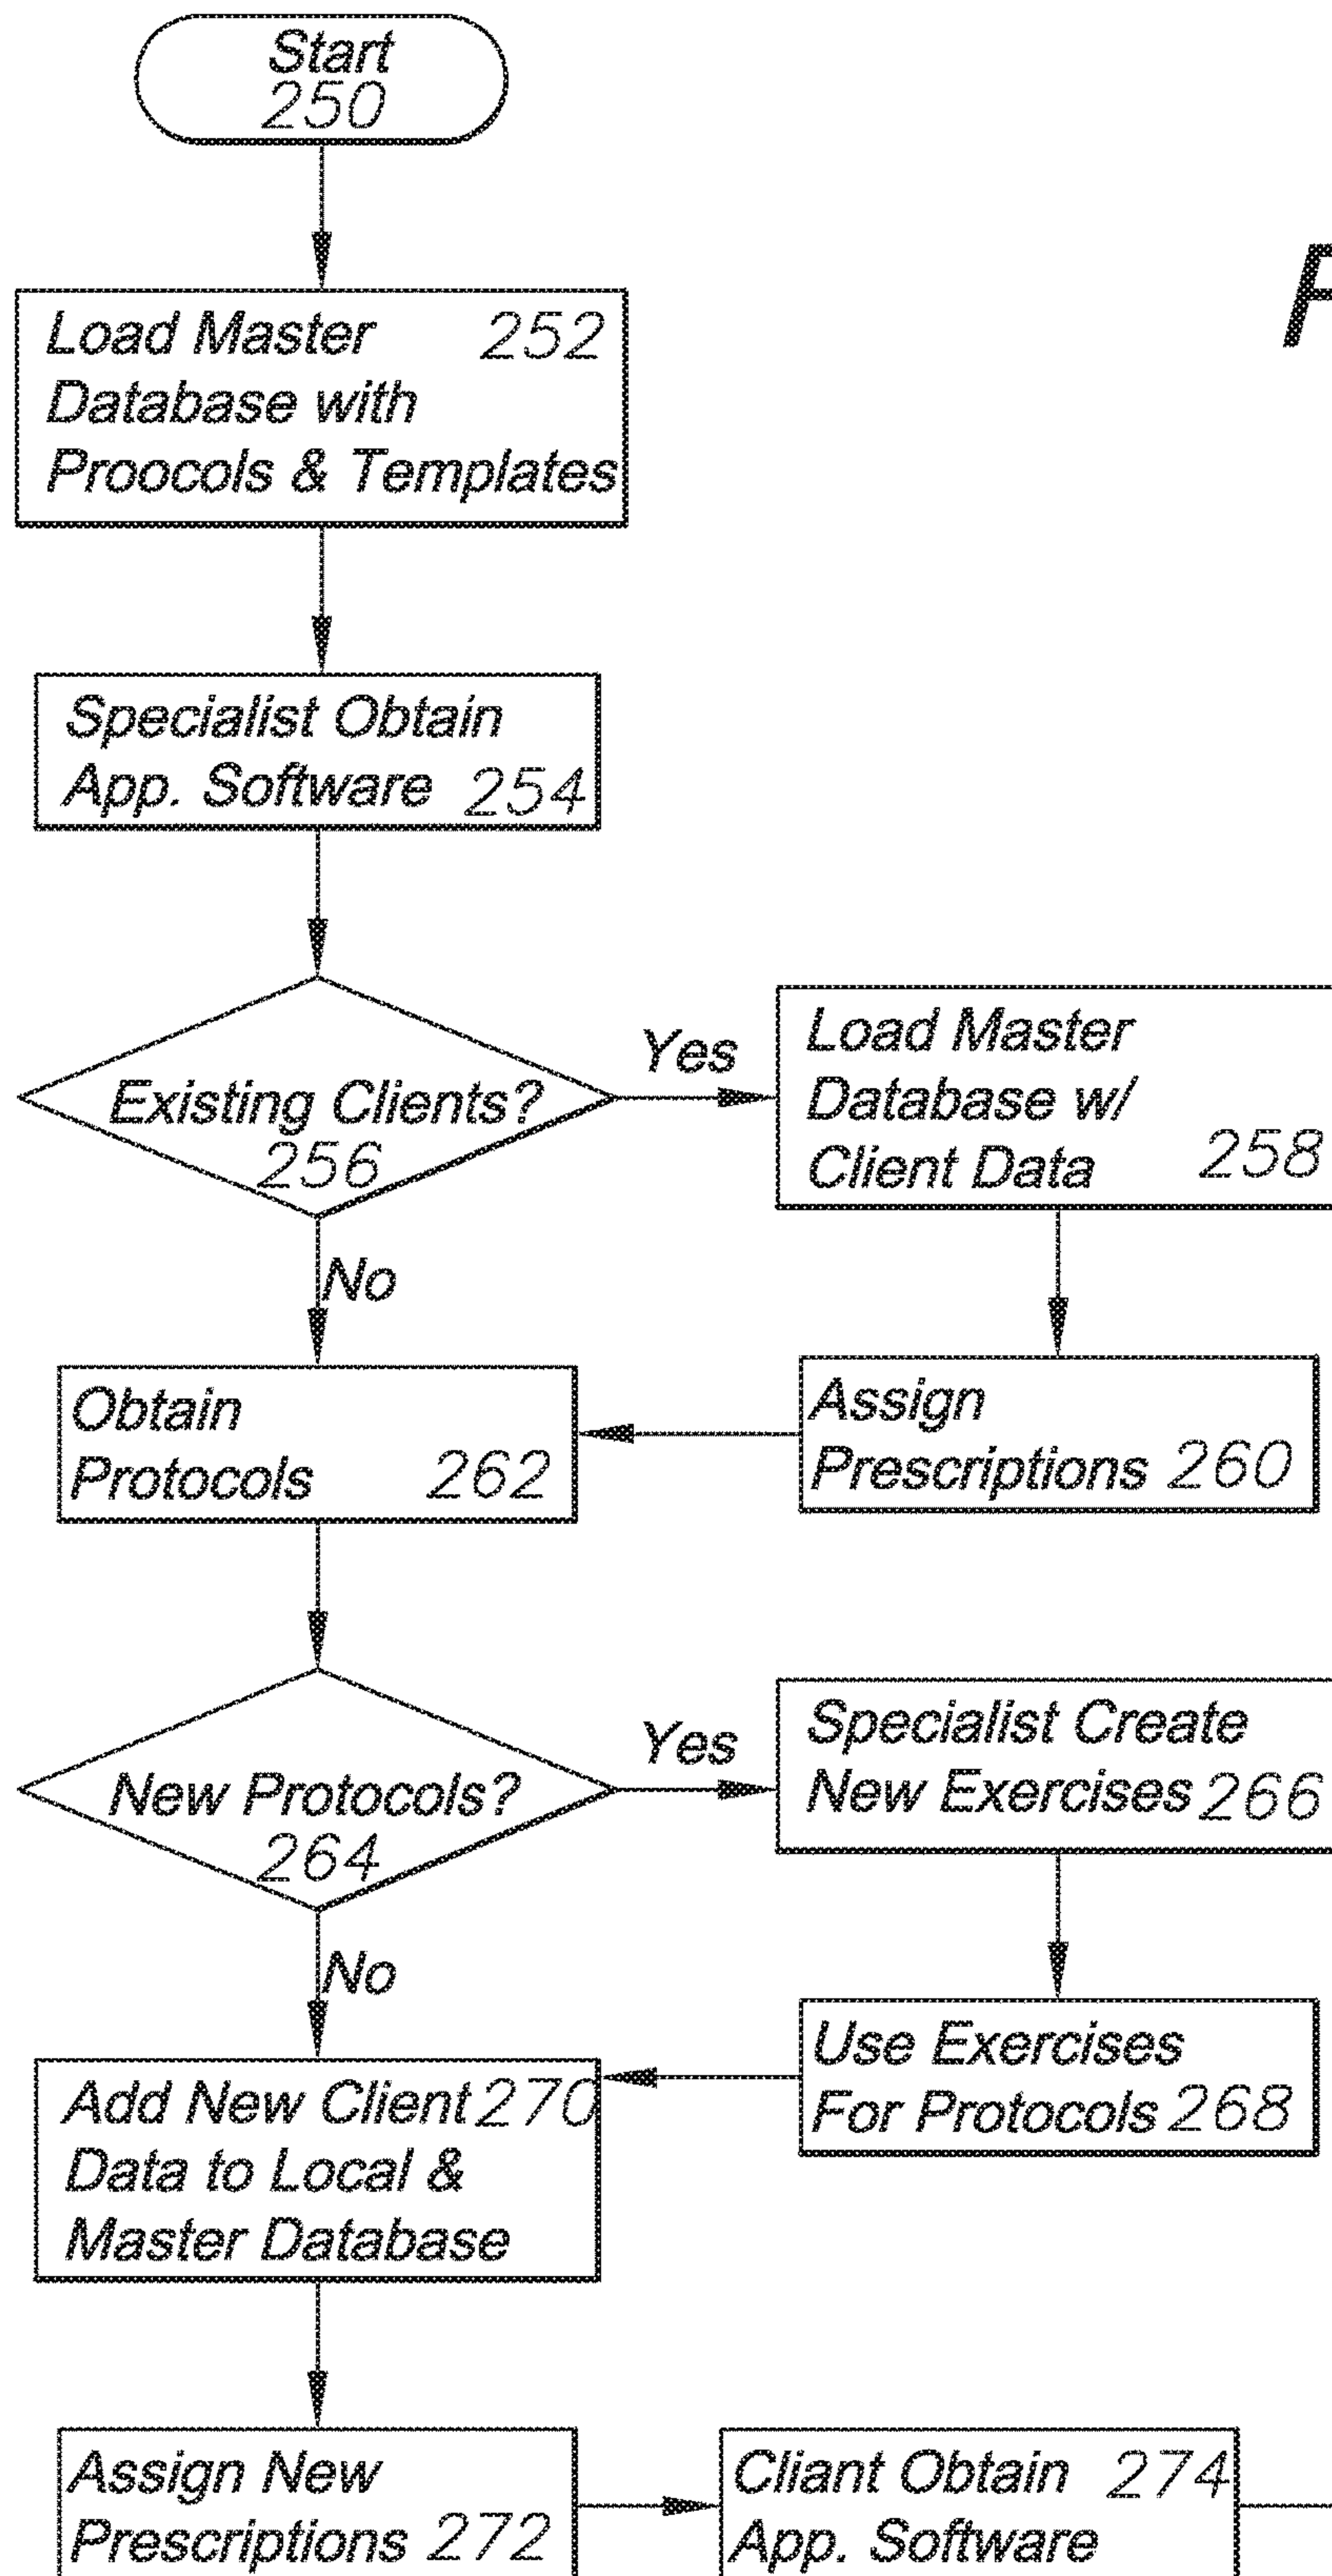 Start
250
Load Master 252
Database with
Proocols & Templates
Specialist Obtain
App. Software 254
Existing Clients?
256
Yes
Load Master
Database w/
Client Data 258
No
Obtain
Protocols 262
Assign
Prescriptions 260
New Protocols?
264
Yes
Specialist Create
New Exercises 266
No
Use Exercises
For Protocols 268
Add New Client 270
Data to Local &
Master Database
Assign New
Prescriptions 272
Cliant Obtain 274
App. Software